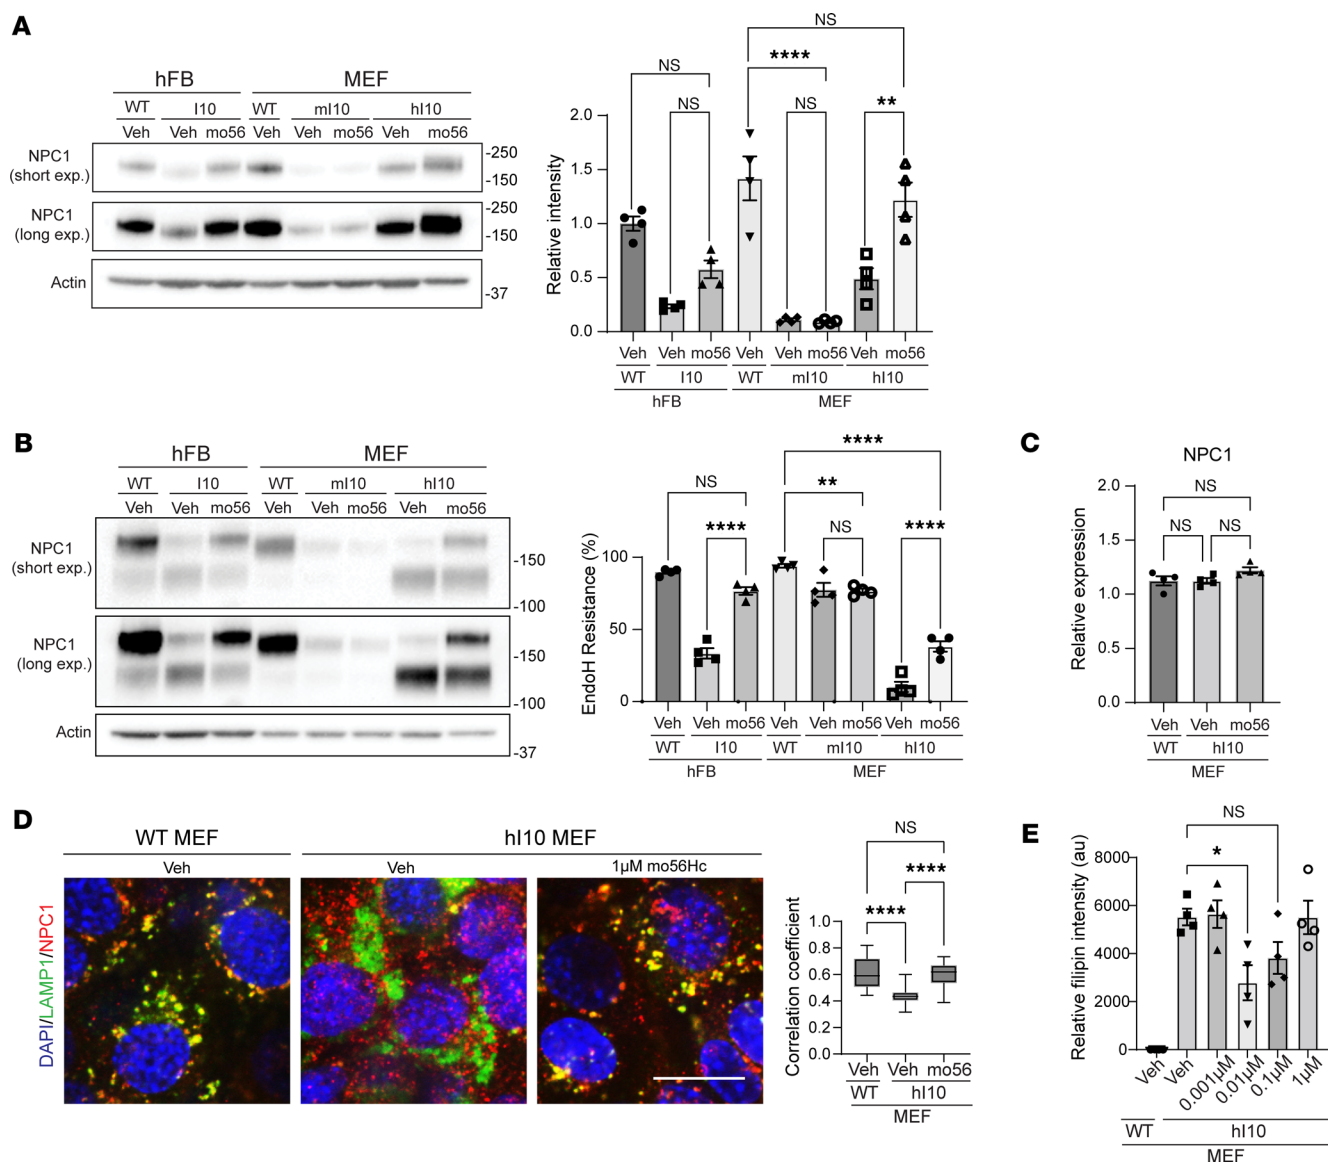 A
hFB MEF
WT I10 WT mI10 hI10
Veh Veh mo56 Veh Veh mo56 Veh mo56
NPC1
(short exp.)
-250
-150
NPC1
(long exp.)
-250
-150
Actin
-37
NS
****
NS
NS NS **
Relative intensity
2.0
1.5
1.0
0.5
0.0
Veh Veh mo56 Veh Veh mo56 Veh mo56
WT I10 WT mI10 hI10
hFB MEF
B
hFB MEF
WT I10 WT mI10 hI10
Veh Veh mo56 Veh Veh mo56 Veh mo56
NPC1
(short exp.)
-150
-100
NPC1
(long exp.)
-150
-100
Actin
-37
****
NS **
**** NS ****
EndoH Resistance (%)
100
50
0
Veh Veh mo56 Veh Veh mo56 Veh mo56
WT I10 WT mI10 hI10
hFB MEF
C
NPC1
NS
NS NS
Relative expression
2.0
1.5
1.0
0.5
0.0
Veh Veh mo56
WT hI10
MEF
D
WT MEF hI10 MEF
Veh Veh 1µM mo56Hc
DAPI/LAMP1/NPC1
NS
****
****
Correlation coefficient
1.0
0.8
0.6
0.4
0.2
0.0
Veh Veh mo56
WT hI10
MEF
E
NS
*
Relative filipin intensity (au)
8000
6000
4000
2000
0
Veh Veh 0.001µM 0.01µM 0.1µM 1µM
WT hI10
MEF